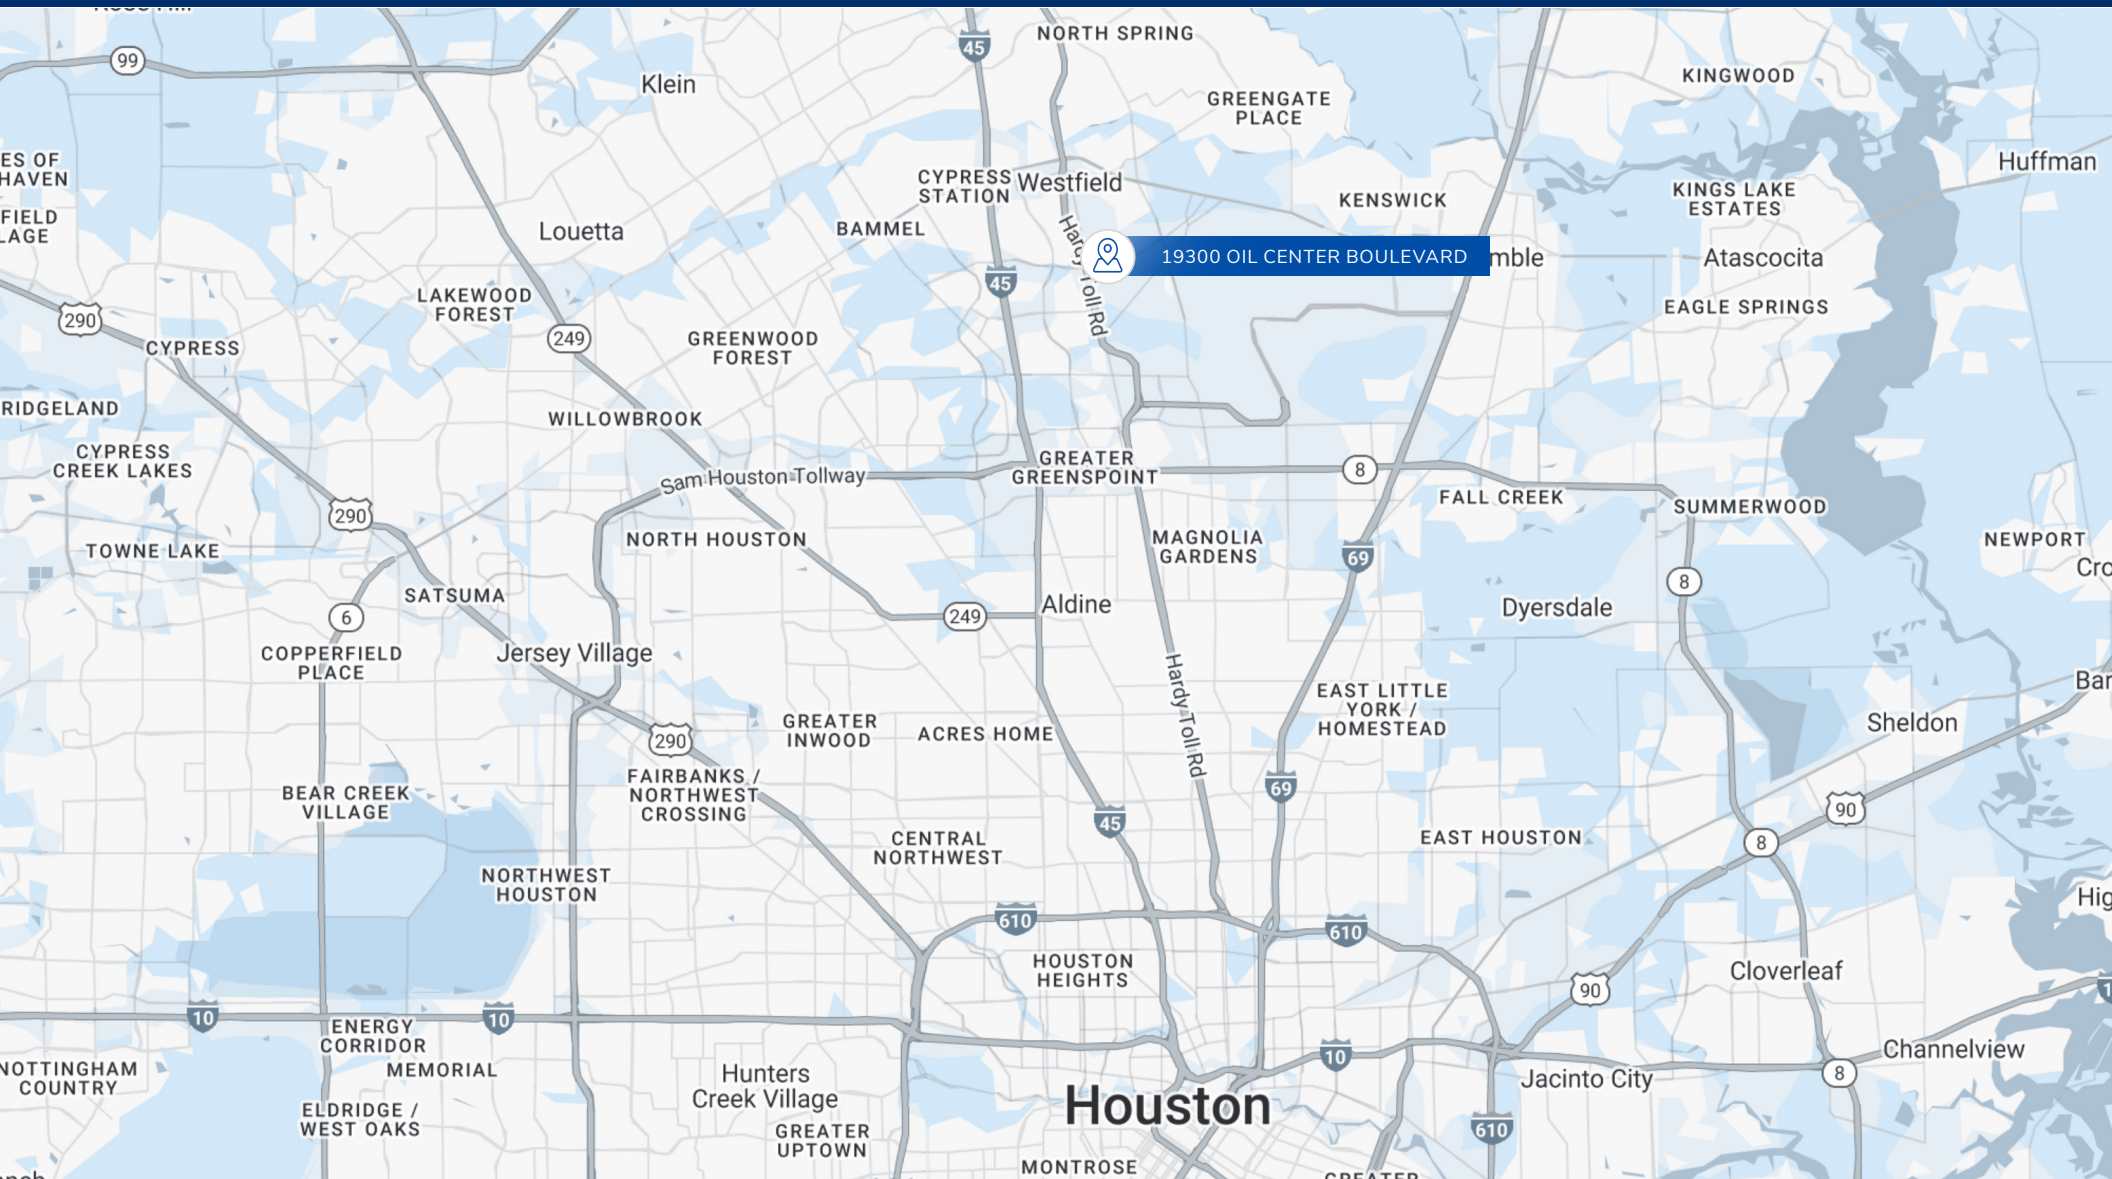 NORTH SPRING
45
99
KINGWOOD
Klein
GREENGATE
PLACE
ES OF
HAVEN
Huffman
CYPRESS
STATION
Westfield
KENSWICK
KINGS LAKE
ESTATES
FIELD
LAGE
Louetta
BAMMEL
Hardy Toll Rd
19300 OIL CENTER BOULEVARD
mble
Atascocita
45
LAKEWOOD
FOREST
EAGLE SPRINGS
290
249
GREENWOOD
FOREST
CYPRESS
RIDGELAND
WILLOWBROOK
CYPRESS
CREEK LAKES
GREATER
GREENSPOINT
8
Sam Houston Tollway
FALL CREEK
SUMMERWOOD
290
NORTH HOUSTON
MAGNOLIA
GARDENS
NEWPORT
TOWNE LAKE
69
Cro
8
SATSUMA
Aldine
Dyersdale
6
249
COPPERFIELD
PLACE
Jersey Village
Hardy Toll Rd
Bar
EAST LITTLE
YORK /
HOMESTEAD
GREATER
INWOOD
ACRES HOME
Sheldon
290
FAIRBANKS /
NORTHWEST
CROSSING
69
BEAR CREEK
VILLAGE
90
45
EAST HOUSTON
8
CENTRAL
NORTHWEST
NORTHWEST
HOUSTON
Hig
610
610
HOUSTON
HEIGHTS
Cloverleaf
90
1
10
10
ENERGY
CORRIDOR
10
Channelview
NOTTINGHAM
COUNTRY
MEMORIAL
Hunters
Creek Village
Jacinto City
8
Houston
ELDRIDGE /
WEST OAKS
GREATER
UPTOWN
610
MONTROSE